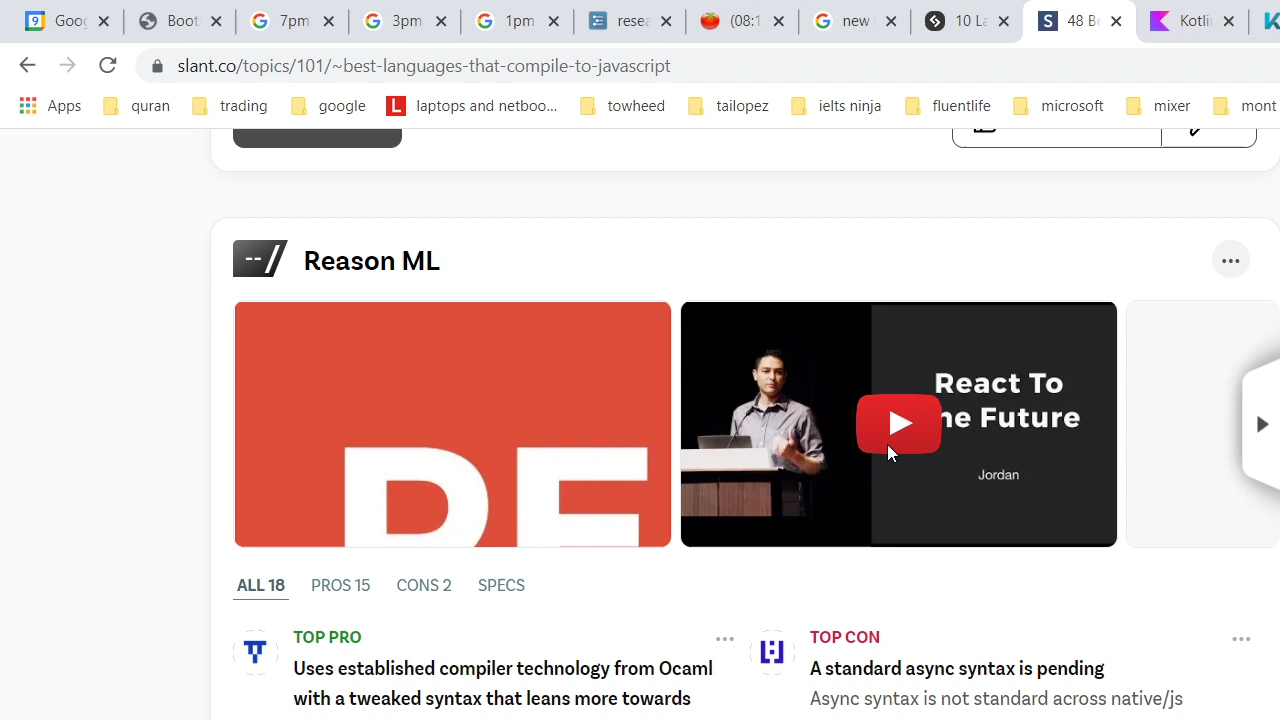 Goog
Boot
7pm
3pm
1pm
resea
(08:1
new
10 La
48 Be
Kotli
slant.co/topics/101/~best-languages-that-compile-to-javascript
Apps
quran
trading
google
L
laptops and netboo...
towheed
tailopez
ielts ninja
fluentlife
microsoft
mixer
mont
--/
Reason ML
RE
React To
he Future
Jordan
ALL 18
PROS 15
CONS 2
SPECS
TOP PRO
Uses established compiler technology from Ocaml
with a tweaked syntax that leans more towards
TOP CON
A standard async syntax is pending
Async syntax is not standard across native/js